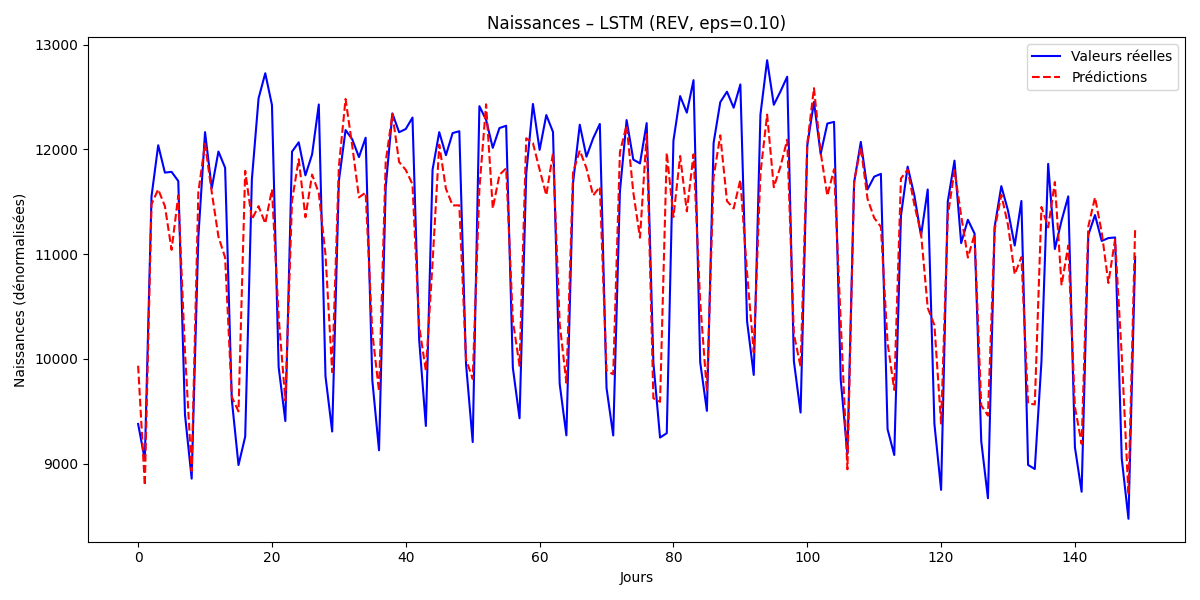 Naissances – LSTM (REV, eps=0.10)
Valeurs réelles
Prédictions
Naissances (dénormalisées)
13000
12000
11000
10000
9000
0 20 40 60 80 100 120 140
Jours